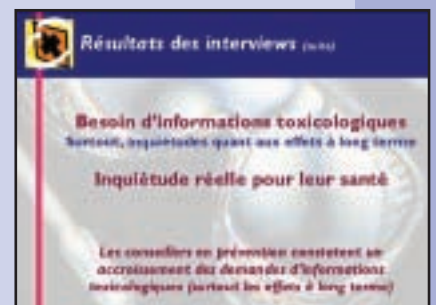 Résultats des interviews (suite)
Besoin d'informations toxicologiques
Surtout, inquiétudes quant aux effets à long terme
Inquiétude réelle pour leur santé
Les conseillers en prévention constatent un
accroissement des demandes d'informations
toxicologiques (surtout les effets à long terme)